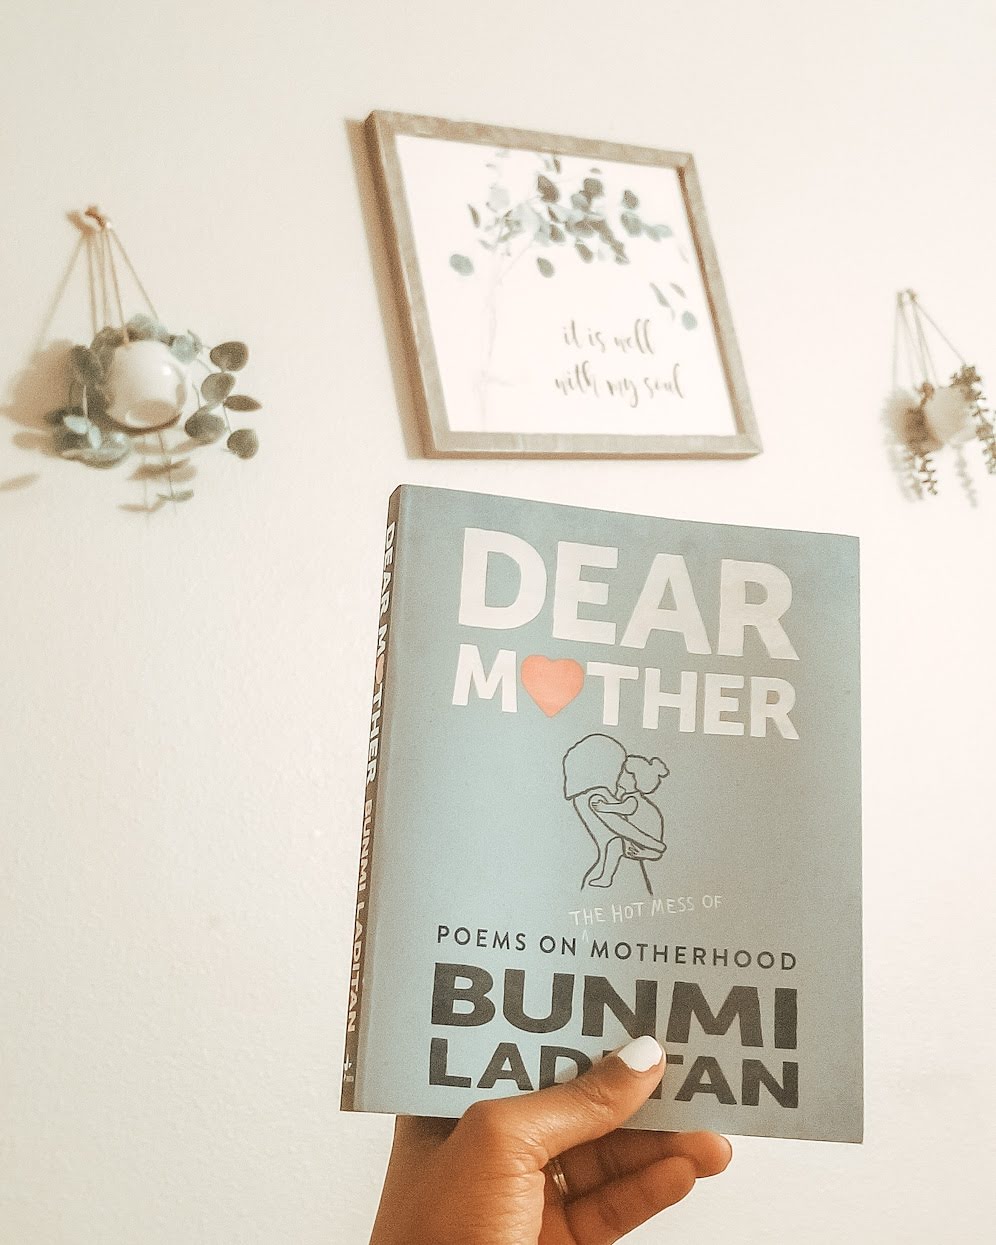 it is well
with my soul
DEAR
M♥THER
THE HOT MESS OF
POEMS ON ^ MOTHERHOOD
BUNMI
LADITAN
DEAR M♥THER BUNMI LADITAN